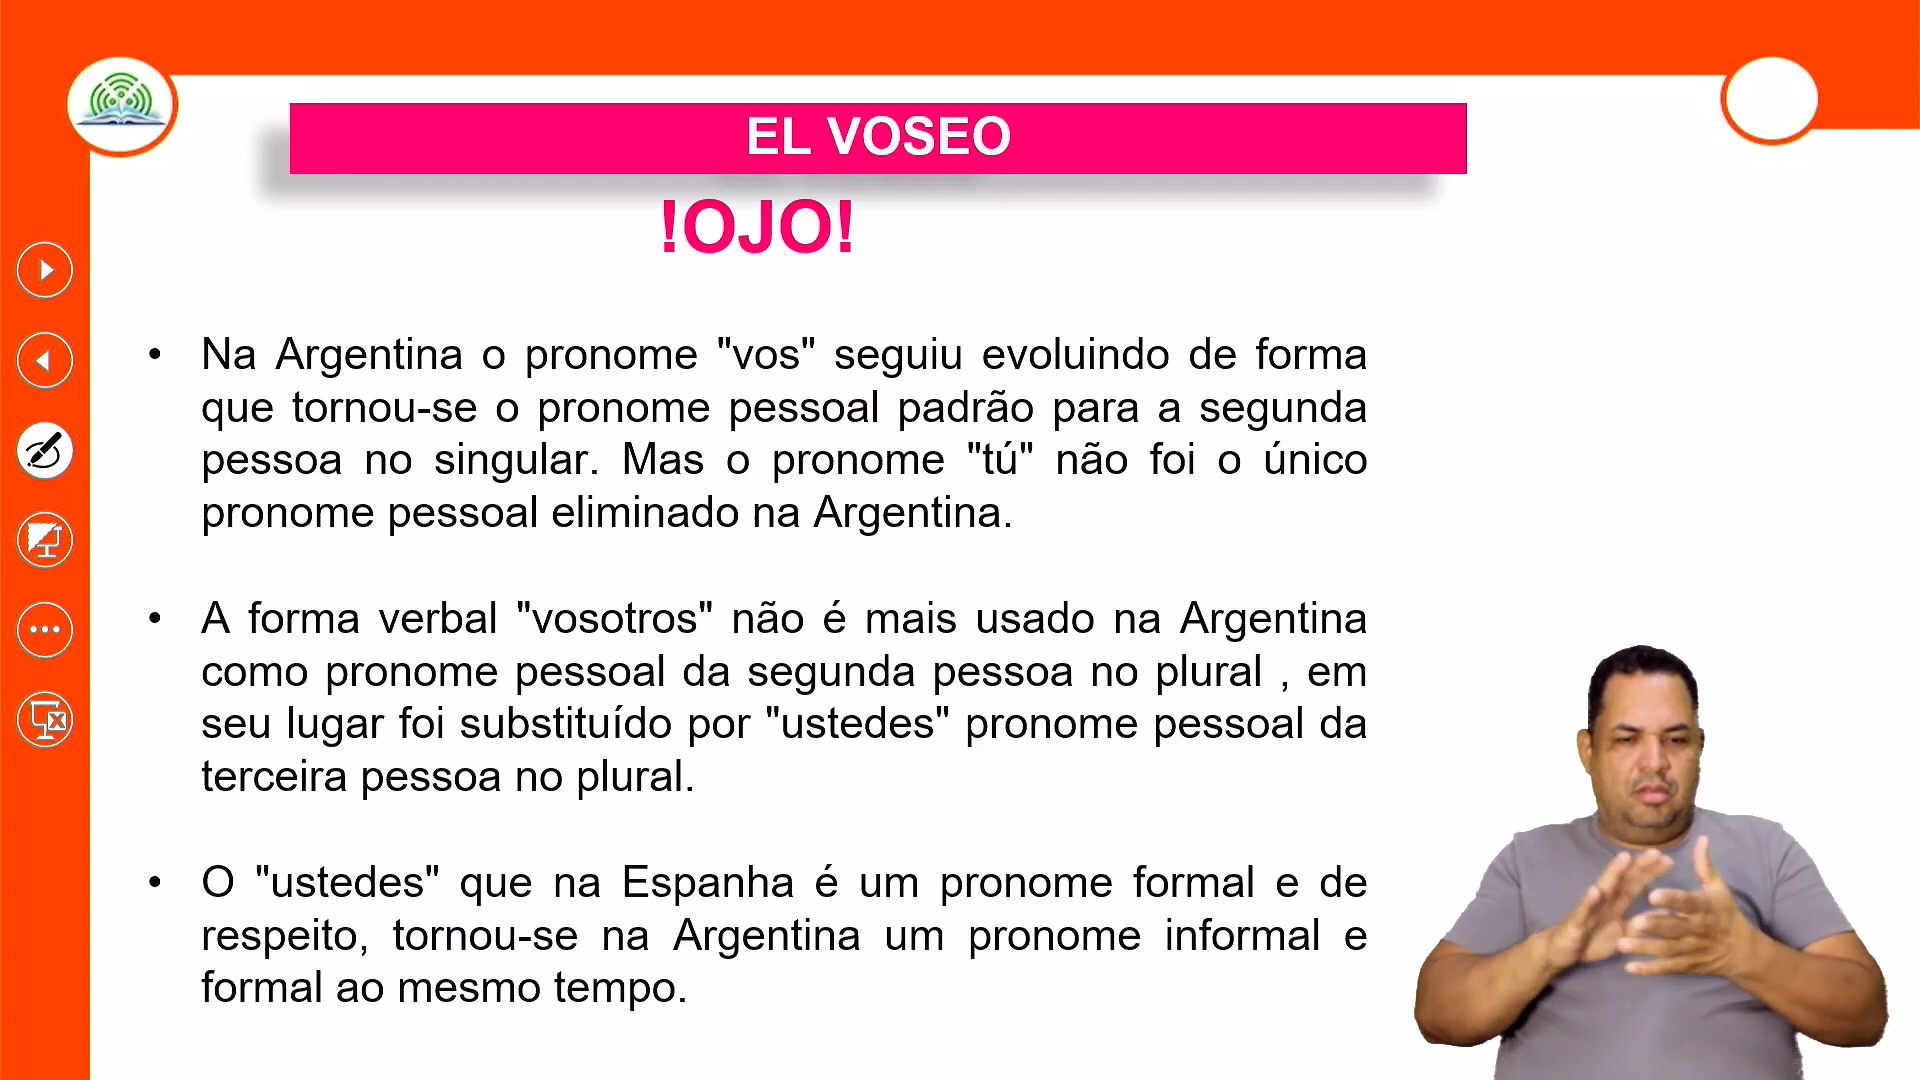 EL VOSEO
!OJO!
• Na Argentina o pronome "vos" seguiu evoluindo de forma
que tornou-se o pronome pessoal padrão para a segunda
pessoa no singular. Mas o pronome "tú" não foi o único
pronome pessoal eliminado na Argentina.
• A forma verbal "vosotros" não é mais usado na Argentina
como pronome pessoal da segunda pessoa no plural , em
seu lugar foi substituído por "ustedes" pronome pessoal da
terceira pessoa no plural.
• O "ustedes" que na Espanha é um pronome formal e de
respeito, tornou-se na Argentina um pronome informal e
formal ao mesmo tempo.